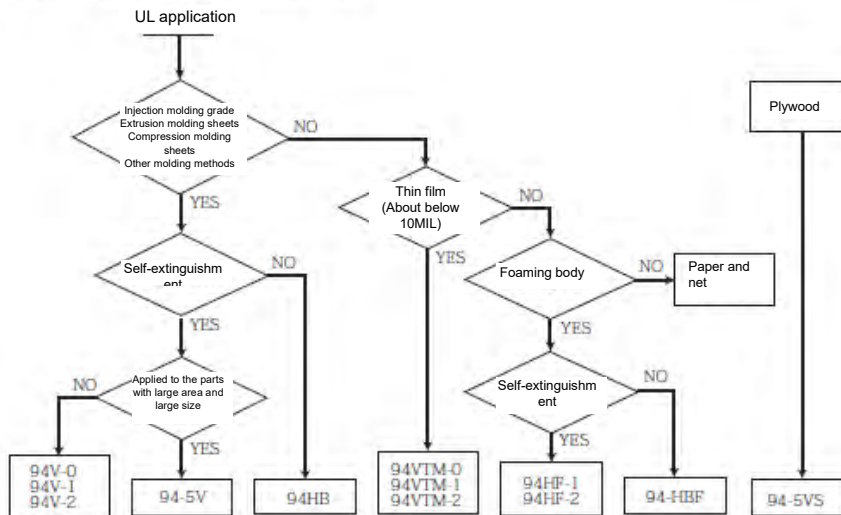 UL application
Injection molding grade
Extrusion molding sheets
Compression molding
sheets
Other molding methods
NO
YES
Plywood
Thin film
(About below
10MIL)
NO
YES
Self-extinguishm
ent
NO
YES
Foaming body
NO
YES
Paper and
net
Applied to the parts
with large area and
large size
NO
YES
Self-extinguishm
ent
NO
YES
94V-0
94V-1
94V-2
94-5V
94HB
94VTM-0
94VTM-1
94VTM-2
94HF-1
94HF-2
94-HBF
94-5VS